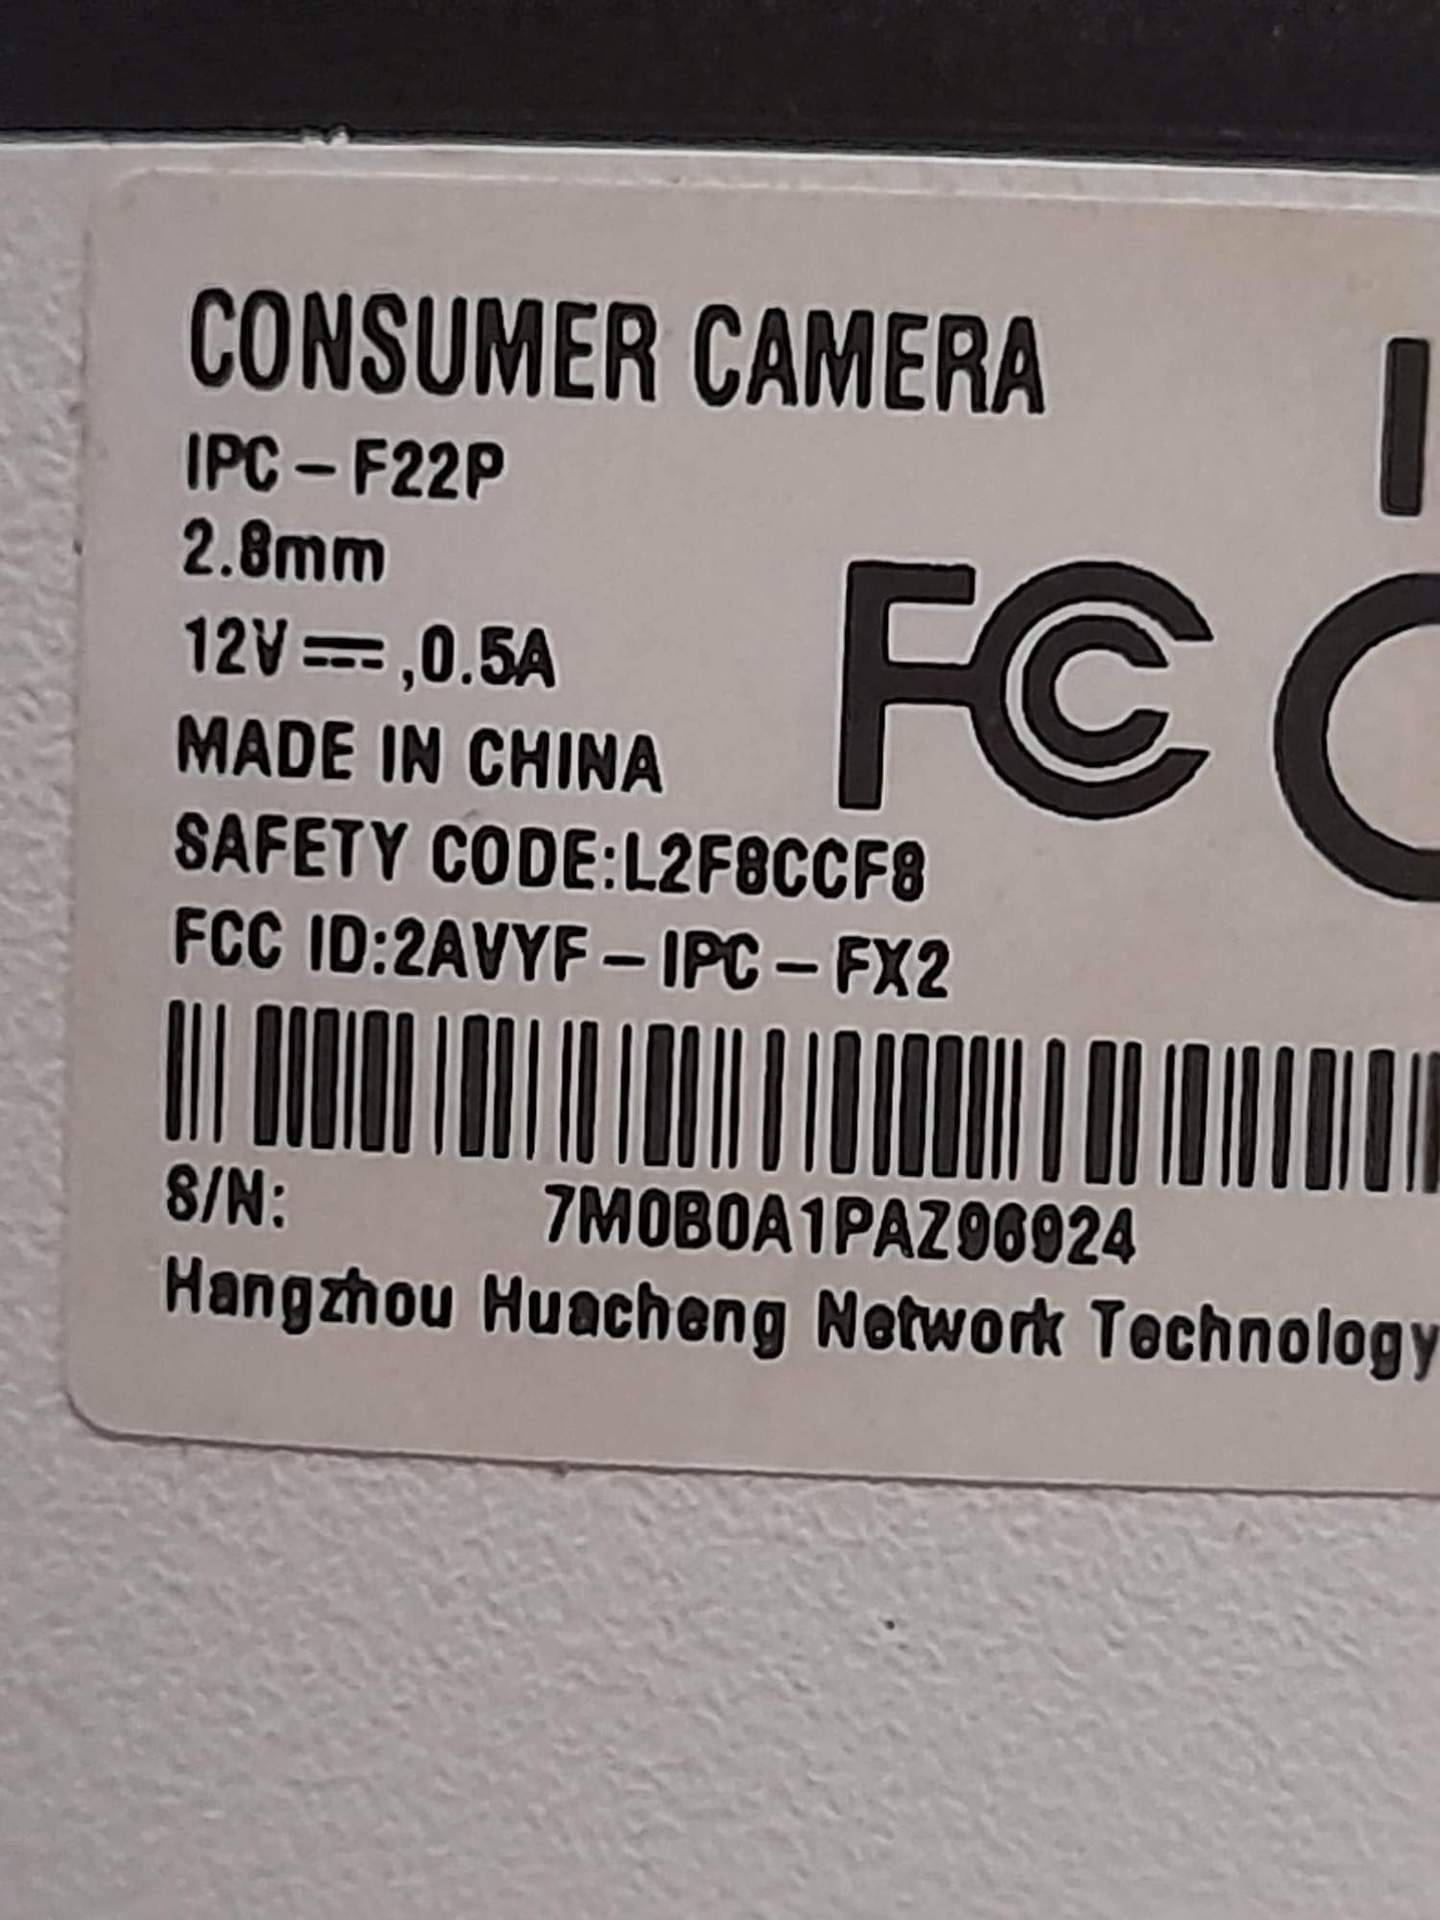 CONSUMER CAMERA
IPC-F22P
2.8mm
12V⎓,0.5A
MADE IN CHINA
SAFETY CODE:L2F8CCF8
FCC ID:2AVYF-IPC-FX2
FCC
S/N: 7M0B0A1PAZ96924
Hangzhou Huacheng Network Technology